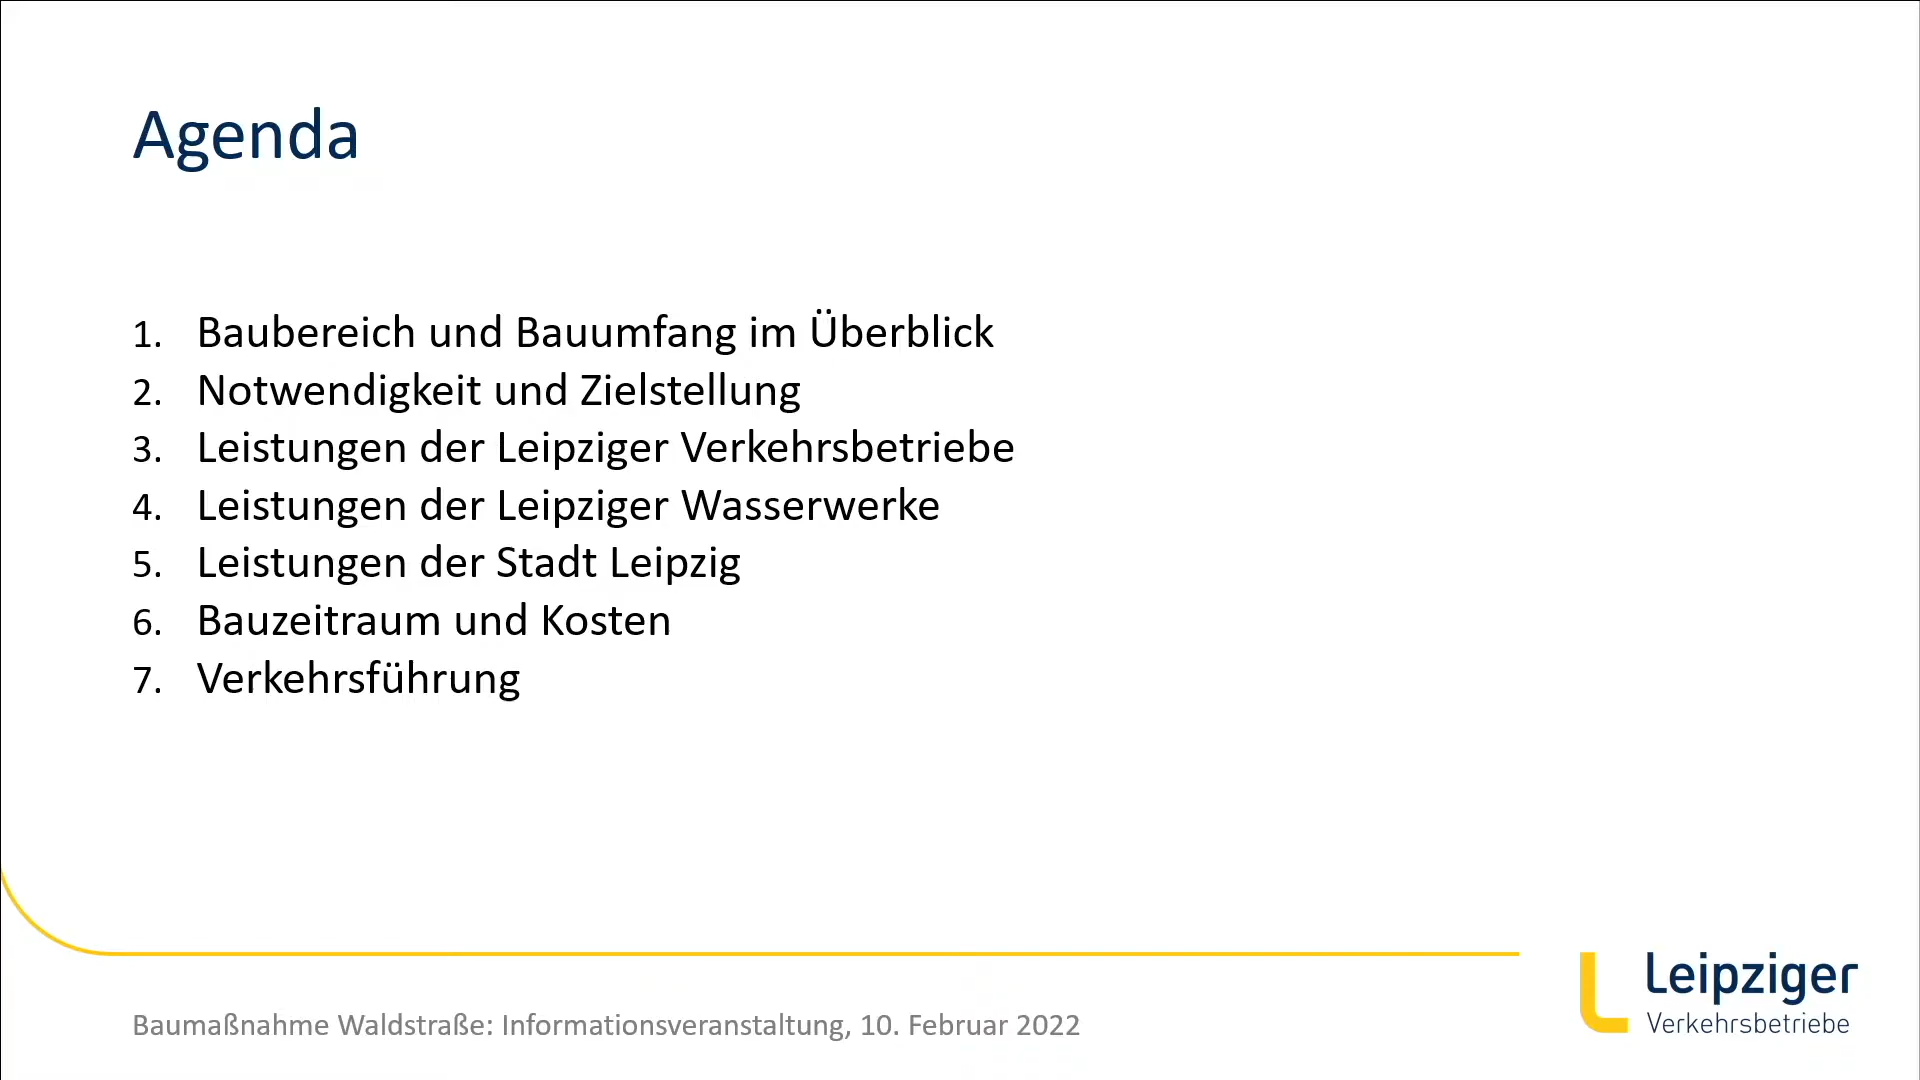 Agenda
1. Baubereich und Bauumfang im Überblick
2. Notwendigkeit und Zielstellung
3. Leistungen der Leipziger Verkehrsbetriebe
4. Leistungen der Leipziger Wasserwerke
5. Leistungen der Stadt Leipzig
6. Bauzeitraum und Kosten
7. Verkehrsführung
Baumaßnahme Waldstraße: Informationsveranstaltung, 10. Februar 2022
Leipziger
Verkehrsbetriebe